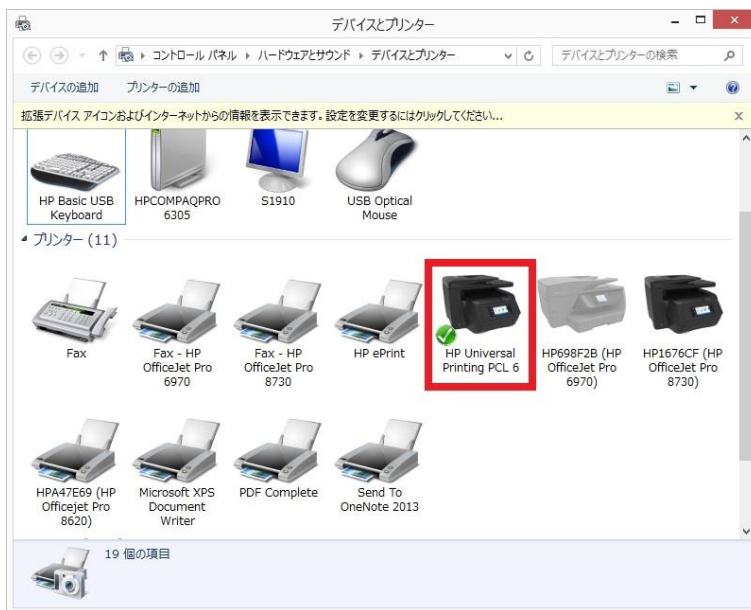 デバイスとプリンター
コントロール パネル
ハードウェアとサウンド
デバイスとプリンター
デバイスとプリンターの検索
デバイスの追加
プリンターの追加
拡張デバイス アイコンおよびインターネットからの情報を表示できます。設定を変更するにはクリックしてください...
HP Basic USB
Keyboard
HPCOMPAQPRO
6305
S1910
USB Optical
Mouse
プリンター (11)
Fax
Fax - HP
OfficeJet Pro
6970
Fax - HP
OfficeJet Pro
8730
HP ePrint
HP Universal
Printing PCL 6
HP698F2B (HP
OfficeJet Pro
6970)
HP1676CF (HP
OfficeJet Pro
8730)
HPA47E69 (HP
Officejet Pro
8620)
Microsoft XPS
Document
Writer
PDF Complete
Send To
OneNote 2013
19 個の項目